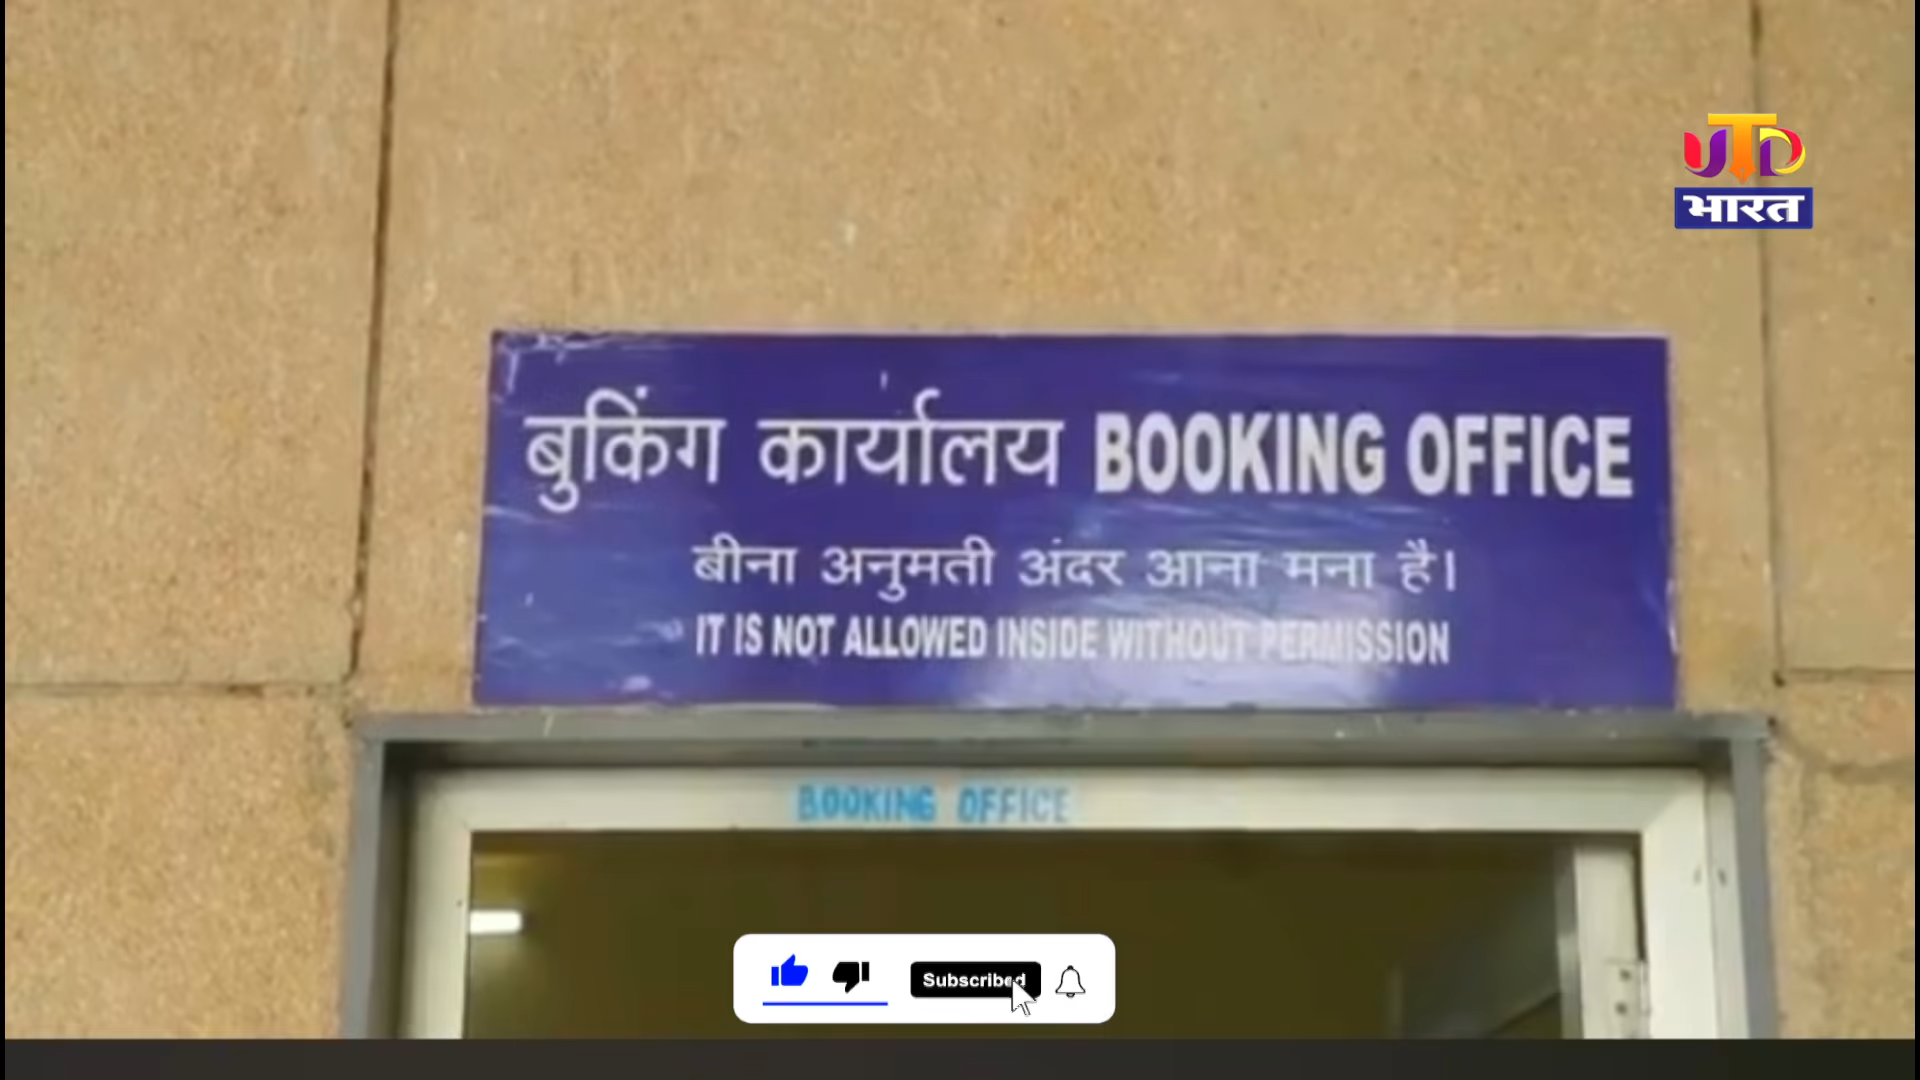 UTD
भारत
बुकिंग कार्यालय BOOKING OFFICE
बीना अनुमती अंदर आना मना है।
IT IS NOT ALLOWED INSIDE WITHOUT PERMISSION
BOOKING OFFICE
Subscribed